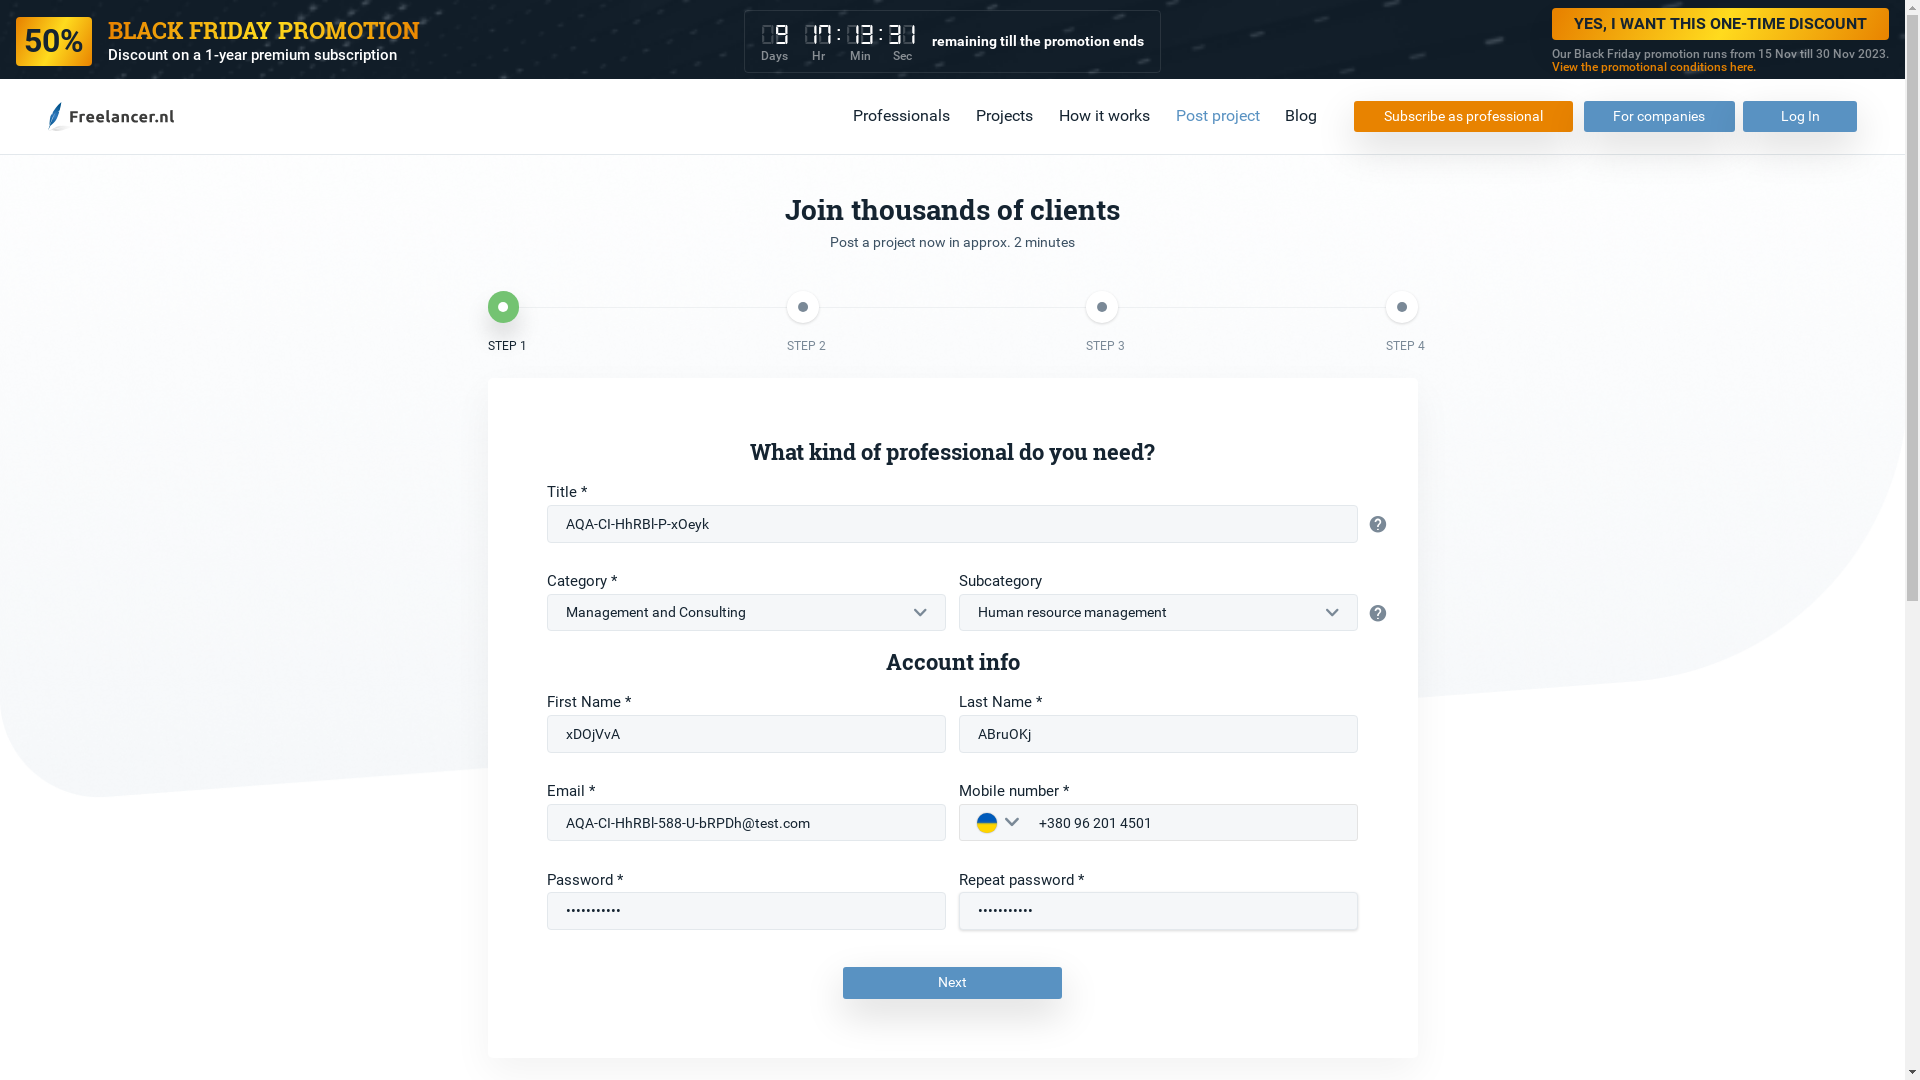 50%
BLACK FRIDAY PROMOTION
Discount on a 1-year premium subscription
9 17 : 13 : 31
Days Hr Min Sec
remaining till the promotion ends
YES, I WANT THIS ONE-TIME DISCOUNT
Our Black Friday promotion runs from 15 Nov till 30 Nov 2023.
View the promotional conditions here.
Freelancer.nl
Professionals Projects How it works Post project Blog Subscribe as professional For companies Log In
Join thousands of clients
Post a project now in approx. 2 minutes
STEP 1 STEP 2 STEP 3 STEP 4
What kind of professional do you need?
Title *
AQA-CI-HhRBl-P-xOeyk
?
Category * Subcategory
Management and Consulting Human resource management
?
Account info
First Name * Last Name *
xDOjVvA ABruOKj
Email * Mobile number *
AQA-CI-HhRBl-588-U-bRPDh@test.com +380 96 201 4501
Password * Repeat password *
••••••••••• •••••••••••
Next